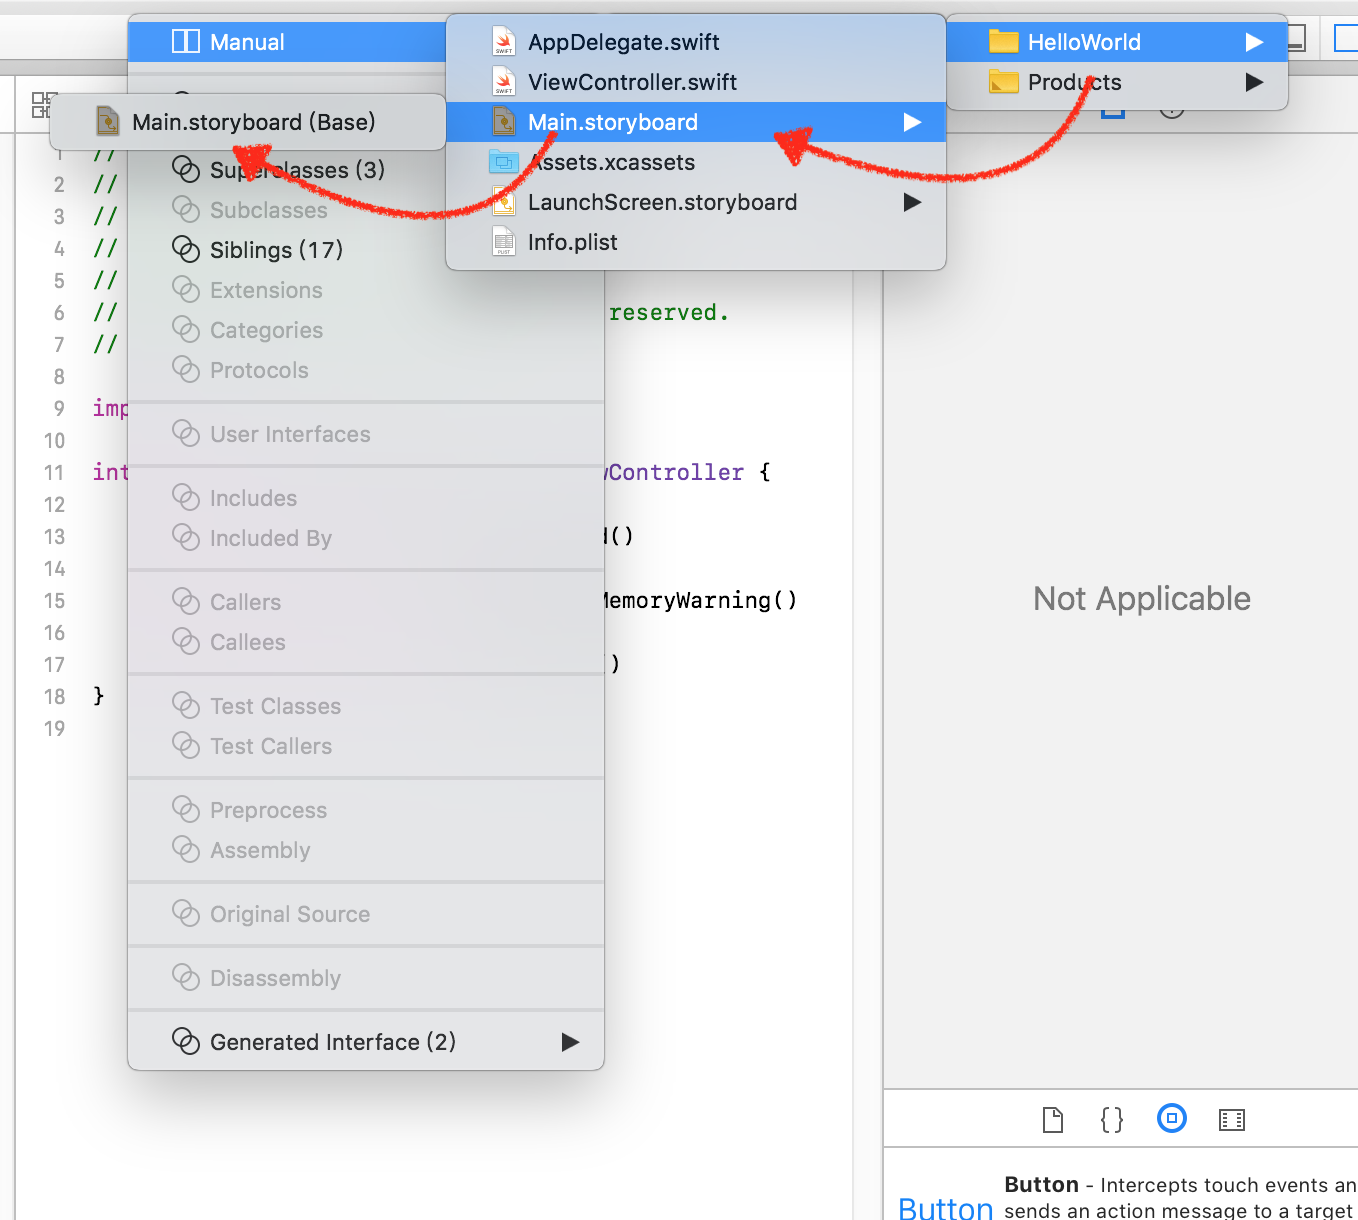 Manual
AppDelegate.swift
HelloWorld
ViewController.swift
Products
Main.storyboard (Base)
Main.storyboard
Assets.xcassets
Superclasses (3)
LaunchScreen.storyboard
Subclasses
Info.plist
Siblings (17)
Extensions
Categories
Protocols
User Interfaces
Includes
Included By
Callers
Callees
Test Classes
Test Callers
Preprocess
Assembly
Original Source
Disassembly
Generated Interface (2)
1 //
2 //
3 //
4 //
5 //
6 // reserved.
7 //
8
9 imp
10
11 int wController {
12
13 d()
14
15 MemoryWarning()
16
17 )
18 }
19
Not Applicable
{}
Button
Button - Intercepts touch events an
sends an action message to a target